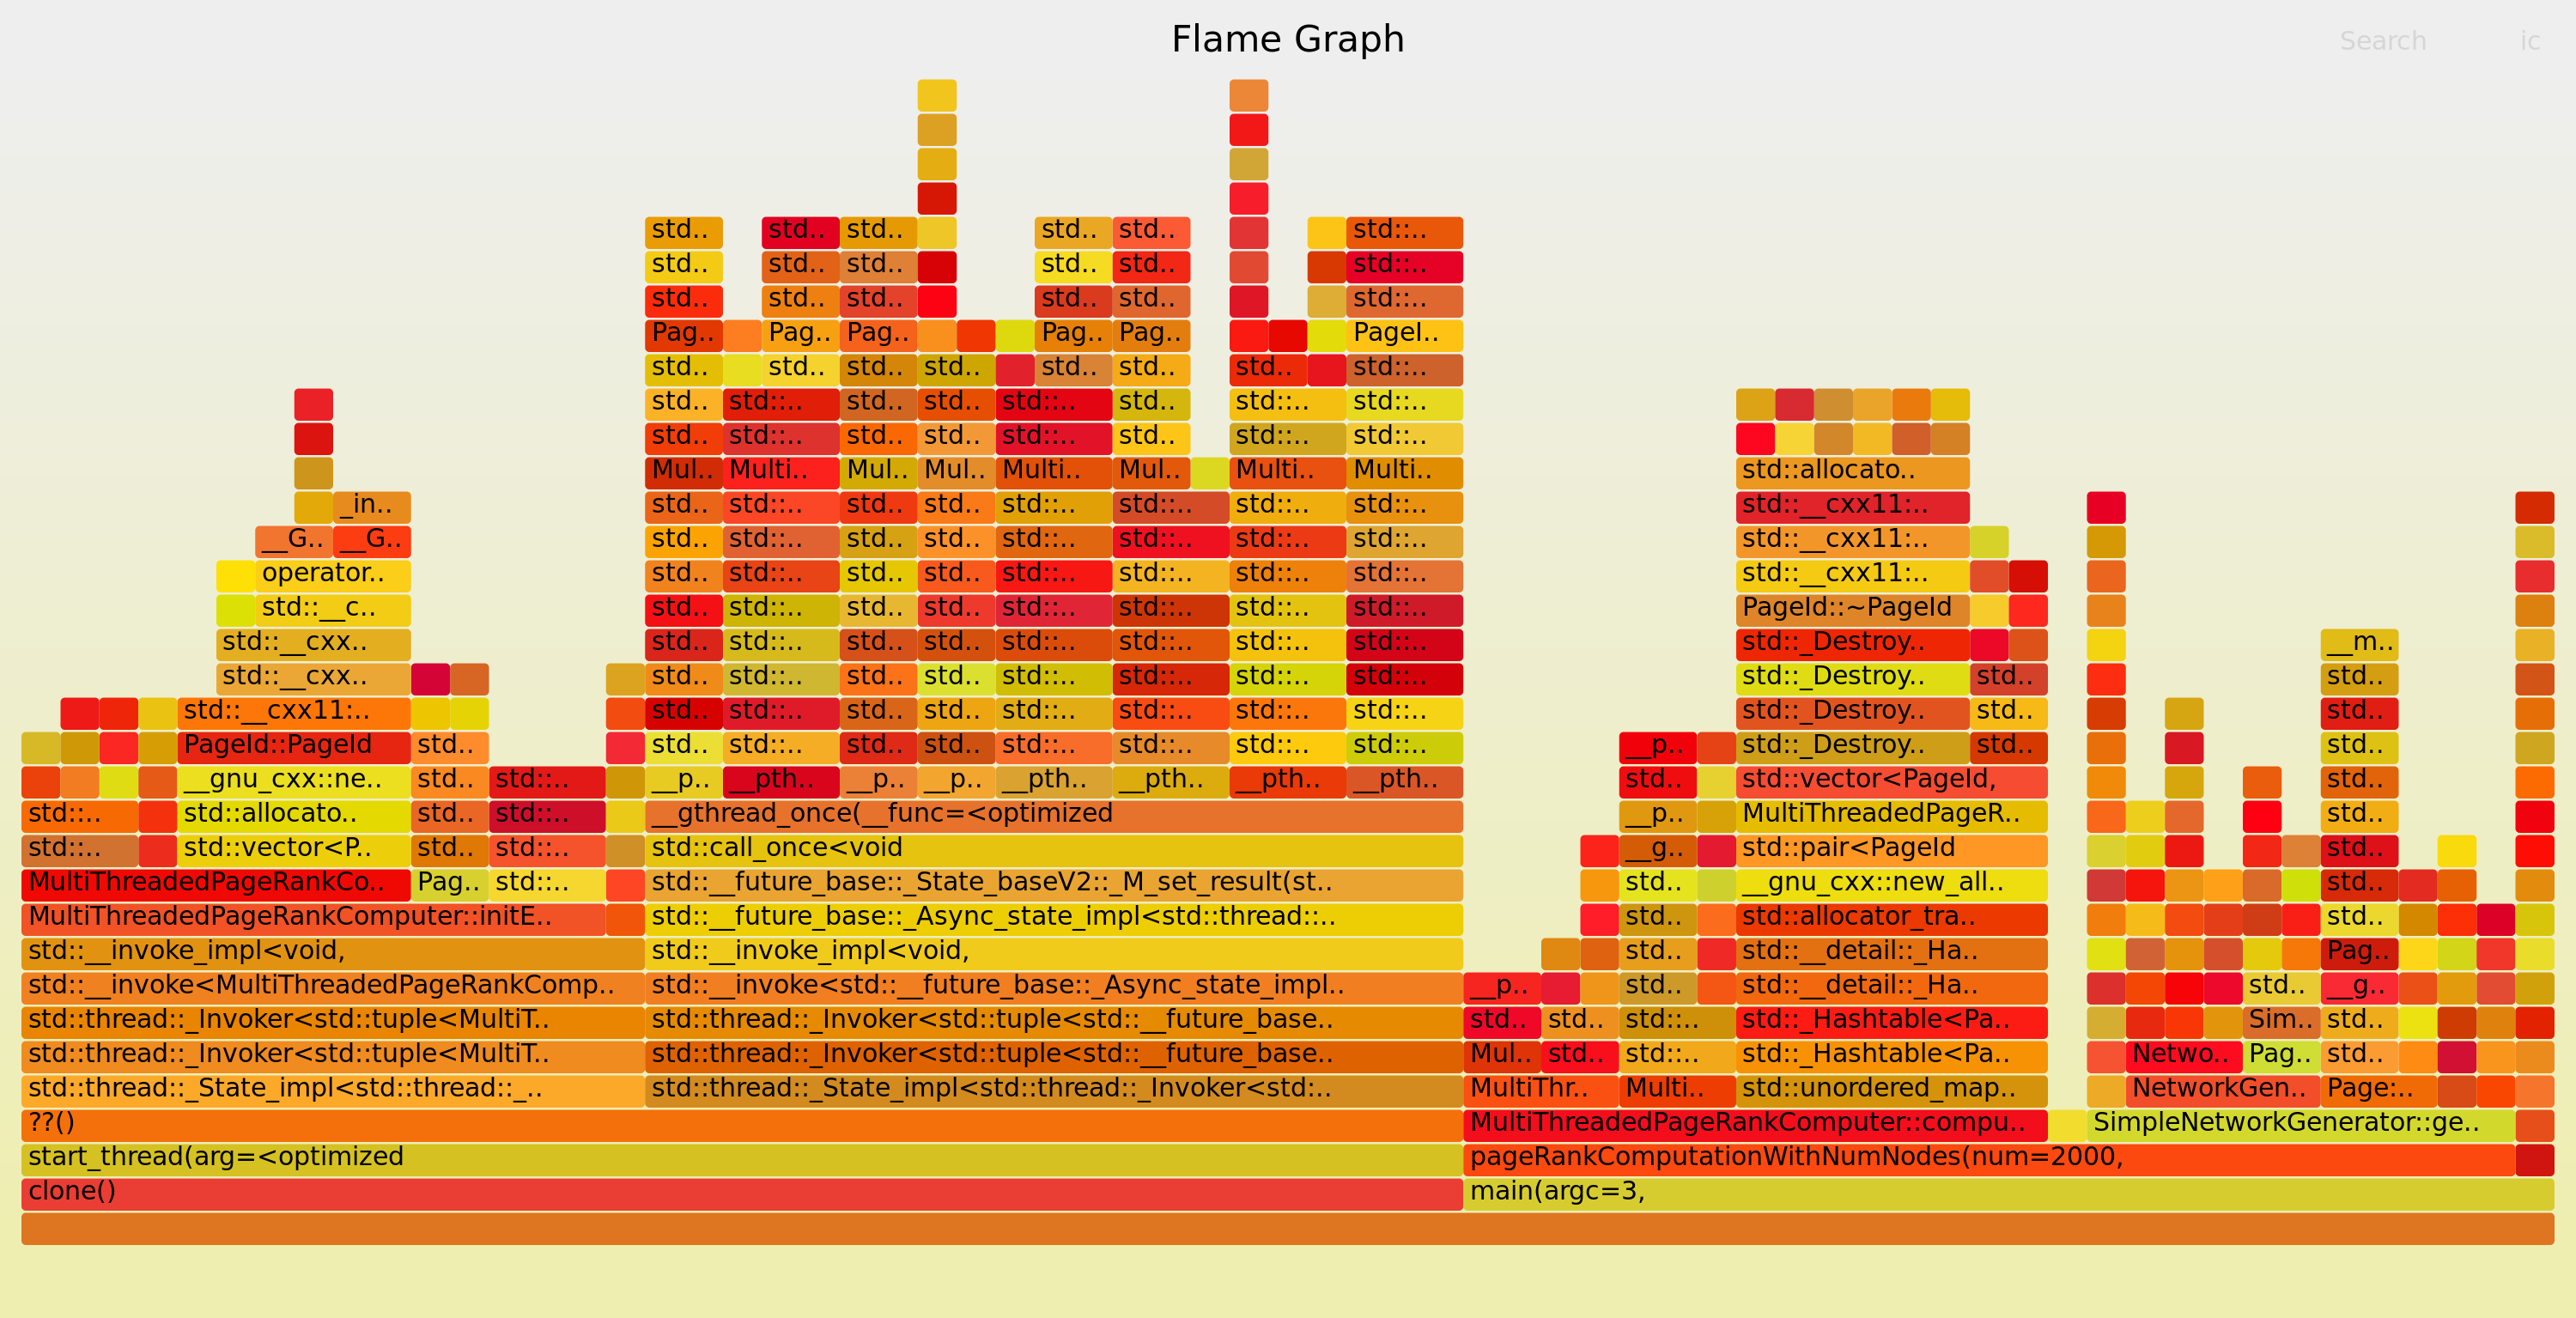 Flame Graph
Search ic
std.. std.. std.. std.. std.. std::..
std.. std.. std.. std.. std.. std::..
std.. std.. std.. std.. std.. std::..
Pag.. Pag.. Pag.. Pag.. Pag.. PageI..
std.. std.. std.. std.. std.. std.. std.. std::..
std.. std::.. std.. std.. std::.. std.. std::.. std::..
std.. std::.. std.. std.. std::.. std.. std::.. std::..
Mul.. Multi.. Mul.. Mul.. Multi.. Mul.. Multi.. Multi.. std::allocato..
_in.. std.. std::.. std.. std.. std::.. std::.. std::.. std::.. std::__cxx11:..
__G.. __G.. std.. std::.. std.. std.. std::.. std::.. std::.. std::.. std::__cxx11:..
operator.. std.. std::.. std.. std.. std::.. std::.. std::.. std::.. std::__cxx11:..
std::__c.. std.. std::.. std.. std.. std::.. std::.. std::.. std::.. PageId::~PageId
std::__cxx.. std.. std::.. std.. std.. std::.. std::.. std::.. std::.. std::_Destroy.. __m..
std::__cxx.. std.. std::.. std.. std.. std::.. std::.. std::.. std::.. std::_Destroy.. std.. std..
std::__cxx11:.. std.. std::.. std.. std.. std::.. std::.. std::.. std::.. std::_Destroy.. std.. std..
PageId::PageId std.. std.. std::.. std.. std.. std::.. std::.. std::.. std::.. __p.. std::_Destroy.. std.. std..
__gnu_cxx::ne.. std.. std::.. __p.. __pth.. __p.. __p.. __pth.. __pth.. __pth.. __pth.. std.. std::vector<PageId, std..
std::.. std::allocato.. std.. std::.. __gthread_once(__func=<optimized __p.. MultiThreadedPageR.. std..
std::.. std::vector<P.. std.. std::.. std::call_once<void __g.. std::pair<PageId std..
MultiThreadedPageRankCo.. Pag.. std::.. std::__future_base::_State_baseV2::_M_set_result(st.. std.. __gnu_cxx::new_all.. std..
MultiThreadedPageRankComputer::initE.. std::__future_base::_Async_state_impl<std::thread::.. std.. std::allocator_tra.. std..
std::__invoke_impl<void, std::__invoke_impl<void, std.. std::__detail::_Ha.. Pag..
std::__invoke<MultiThreadedPageRankComp.. std::__invoke<std::__future_base::_Async_state_impl.. __p.. std.. std::__detail::_Ha.. std.. __g..
std::thread::_Invoker<std::tuple<MultiT.. std::thread::_Invoker<std::tuple<std::__future_base.. std.. std.. std::.. std::_Hashtable<Pa.. Sim.. std..
std::thread::_Invoker<std::tuple<MultiT.. std::thread::_Invoker<std::tuple<std::__future_base.. Mul.. std.. std::.. std::_Hashtable<Pa.. Netwo.. Pag.. std..
std::thread::_State_impl<std::thread::_.. std::thread::_State_impl<std::thread::_Invoker<std:.. MultiThr.. Multi.. std::unordered_map.. NetworkGen.. Page:..
??() MultiThreadedPageRankComputer::compu.. SimpleNetworkGenerator::ge..
start_thread(arg=<optimized pageRankComputationWithNumNodes(num=2000,
clone() main(argc=3,